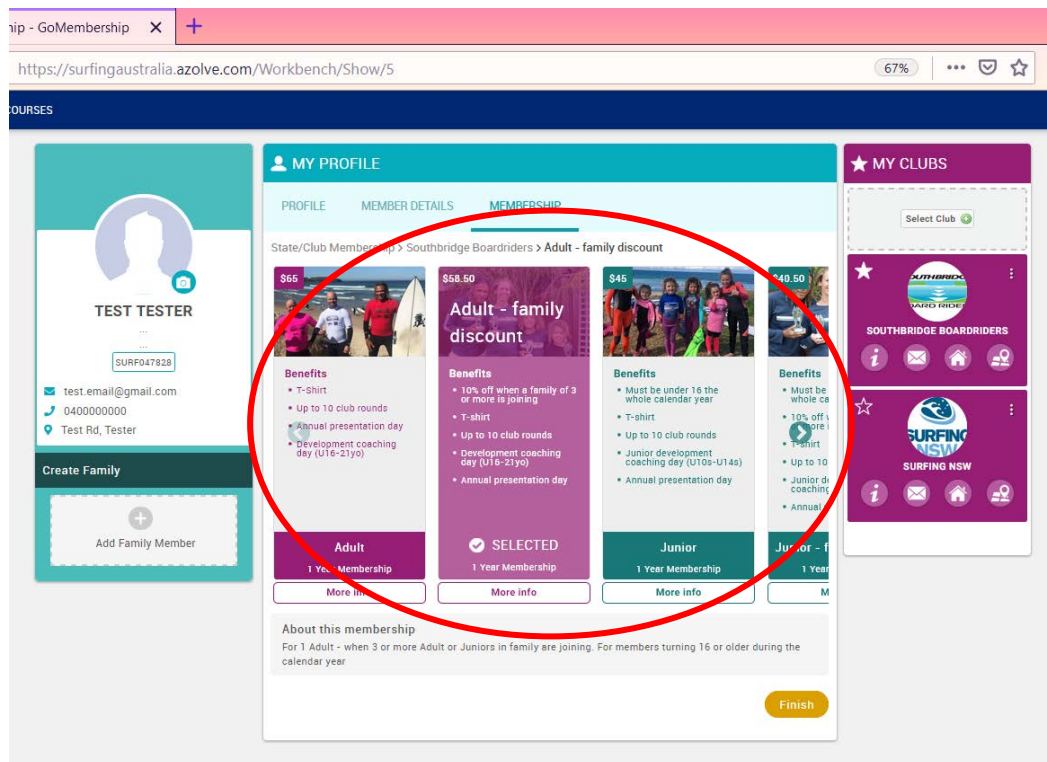 hip - GoMembership
https://surfingaustralia.azolve.com/Workbench/Show/5
67%
COURSES
TEST TESTER
...
...
SURF047828
test.email@gmail.com
0400000000
Test Rd, Tester
Create Family
Add Family Member
MY PROFILE
PROFILE MEMBER DETAILS MEMBERSHIP
State/Club Membership > Southbridge Boardriders > Adult - family discount
$65
Benefits
• T-Shirt
• Up to 10 club rounds
• Annual presentation day
• Development coaching
day (U16-21yo)
Adult
1 Year Membership
More info
$58.50
Adult - family
discount
Benefits
• 10% off when a family of 3
or more is joining
• T-shirt
• Up to 10 club rounds
• Development coaching
day (U16-21yo)
• Annual presentation day
SELECTED
1 Year Membership
More info
$45
Benefits
• Must be under 16 the
whole calendar year
• T-shirt
• Up to 10 club rounds
• Junior development
coaching day (U10s-U14s)
• Annual presentation day
Junior
1 Year Membership
More info
$40.50
Benefits
• Must be
whole ca
• 10% off
• T-shirt
• Up to 10
• Junior d
coaching
• Annual
Junior - f
1 Year
M
About this membership
For 1 Adult - when 3 or more Adult or Juniors in family are joining. For members turning 16 or older during the
calendar year
Finish
MY CLUBS
Select Club
SOUTHBRIDGE BOARDRIDERS
SURFING
NSW
SURFING NSW